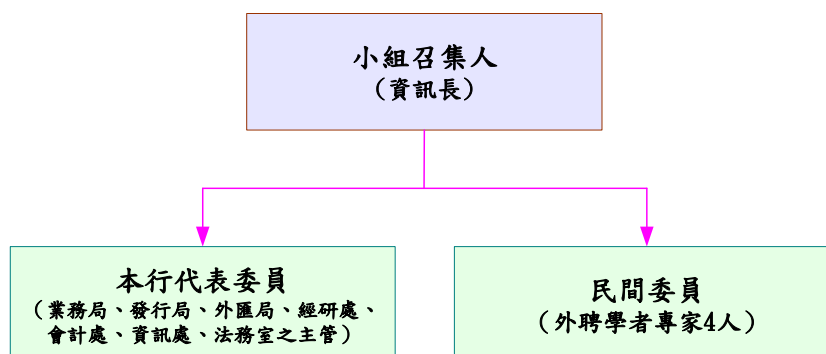 小組召集人
（資訊長）
本行代表委員
（業務局、發行局、外匯局、經研處、
會計處、資訊處、法務室之主管）
民間委員
（外聘學者專家4人）